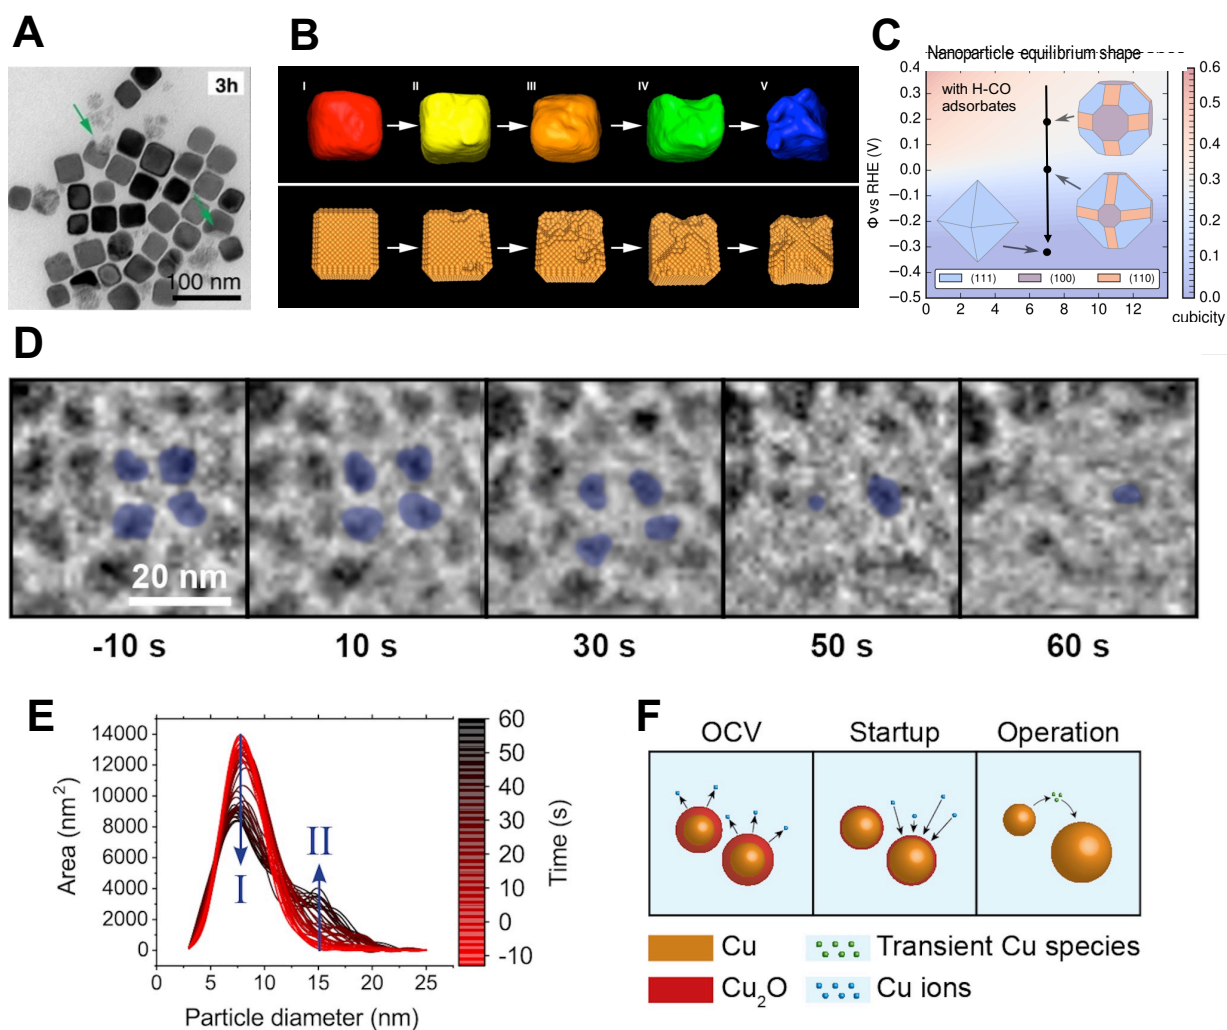 A
3h
100 nm
B
I II III IV V
C
Nanoparticle equilibrium shape
with H-CO
adsorbates
Φ vs RHE (V)
0.4
0.3
0.2
0.1
0.0
−0.1
−0.2
−0.3
−0.4
−0.5
(111) (100) (110)
0 2 4 6 8 10 12
0.6
0.5
0.4
0.3
0.2
0.1
0.0
cubicity
D
20 nm
-10 s 10 s 30 s 50 s 60 s
E
Area (nm²)
14000
12000
10000
8000
6000
4000
2000
0
I
II
0 5 10 15 20 25
Particle diameter (nm)
60
50
40
30
20
10
0
-10
Time (s)
F
OCV Startup Operation
Cu Transient Cu species
Cu₂O Cu ions